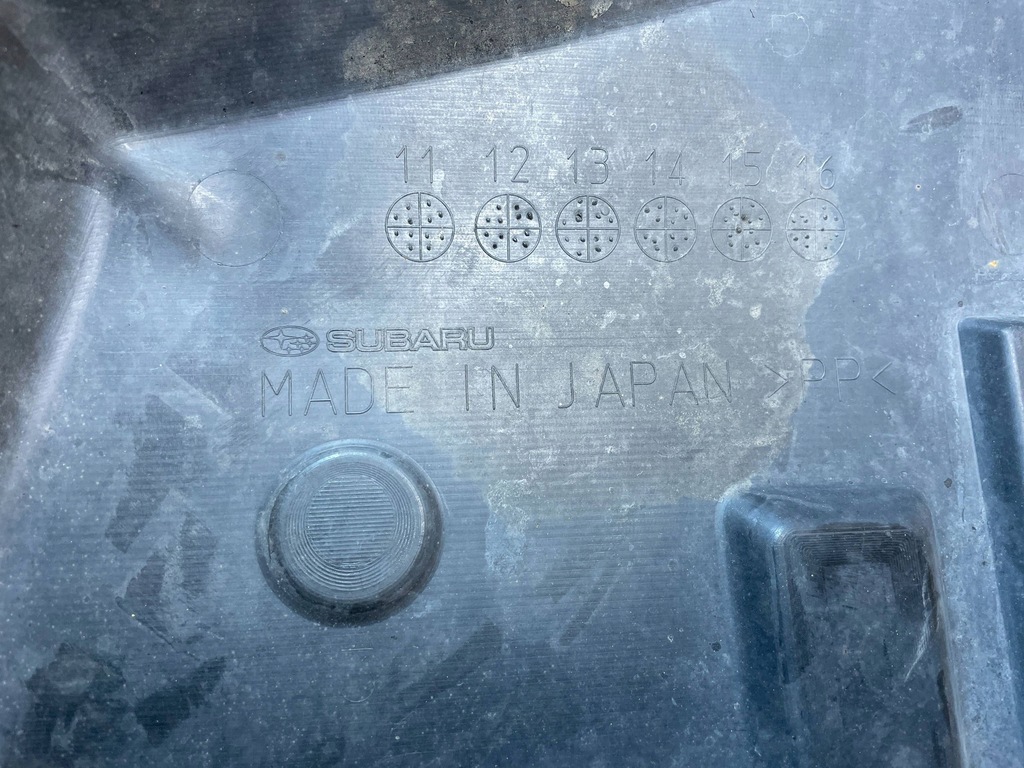 11 12 13 14 15 16
SUBARU
MADE IN JAPAN >PP<